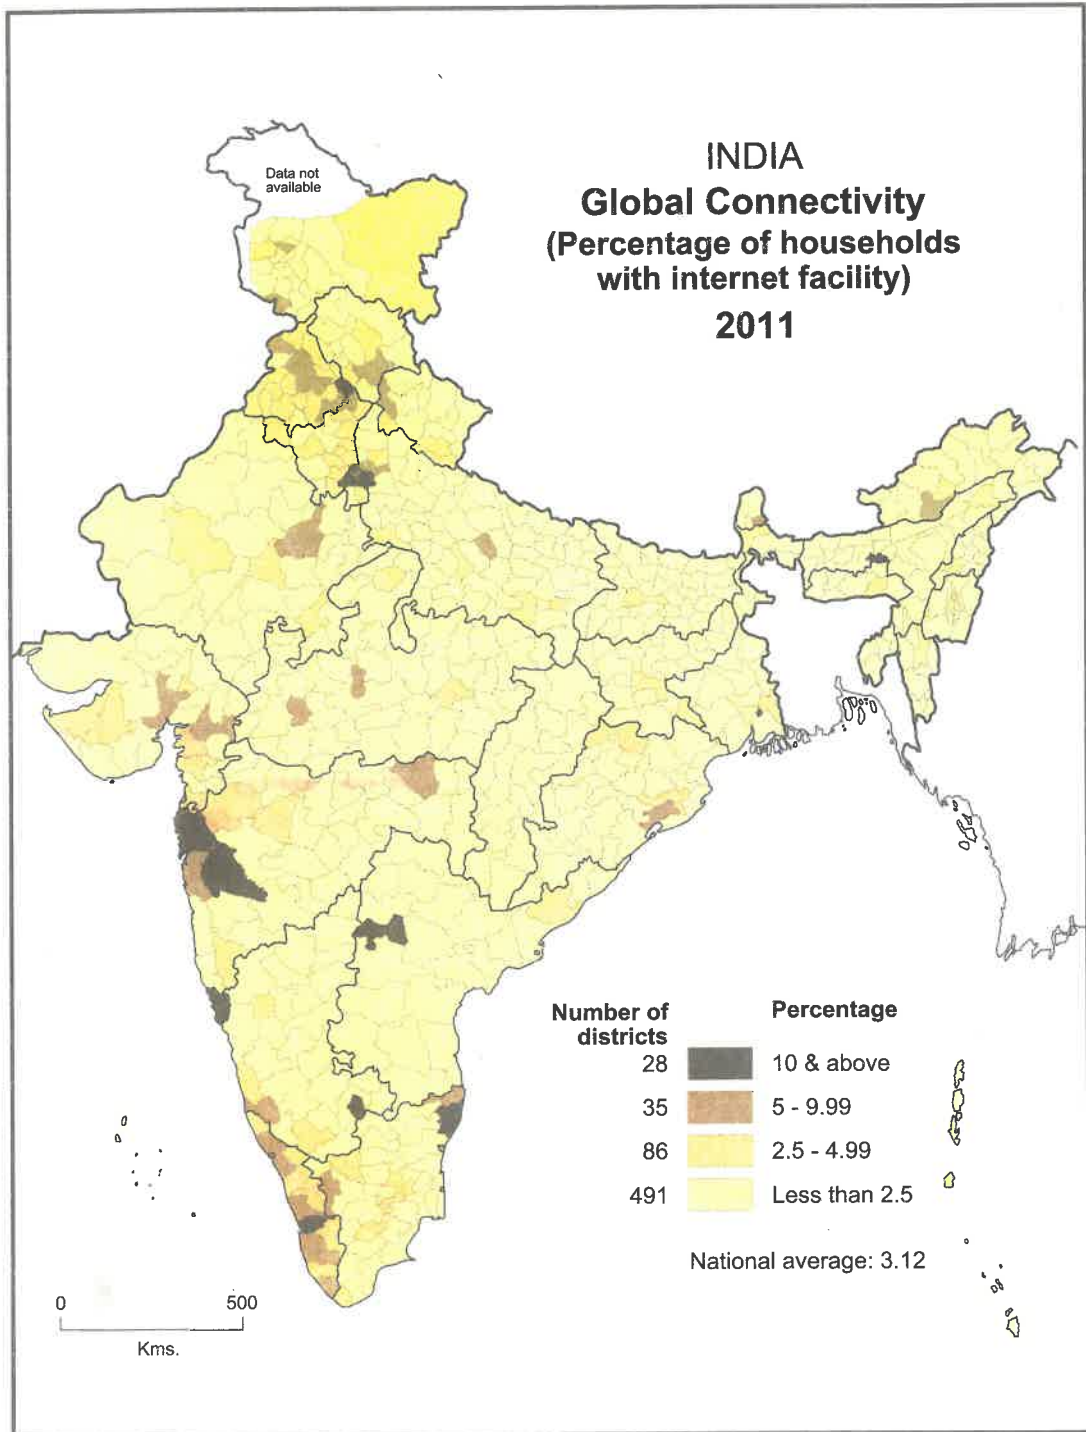 INDIA
Global Connectivity
(Percentage of households
with internet facility)
2011
Data not
available
Number of
districts
Percentage
28
10 & above
35
5 - 9.99
86
2.5 - 4.99
491
Less than 2.5
National average: 3.12
0
500
Kms.